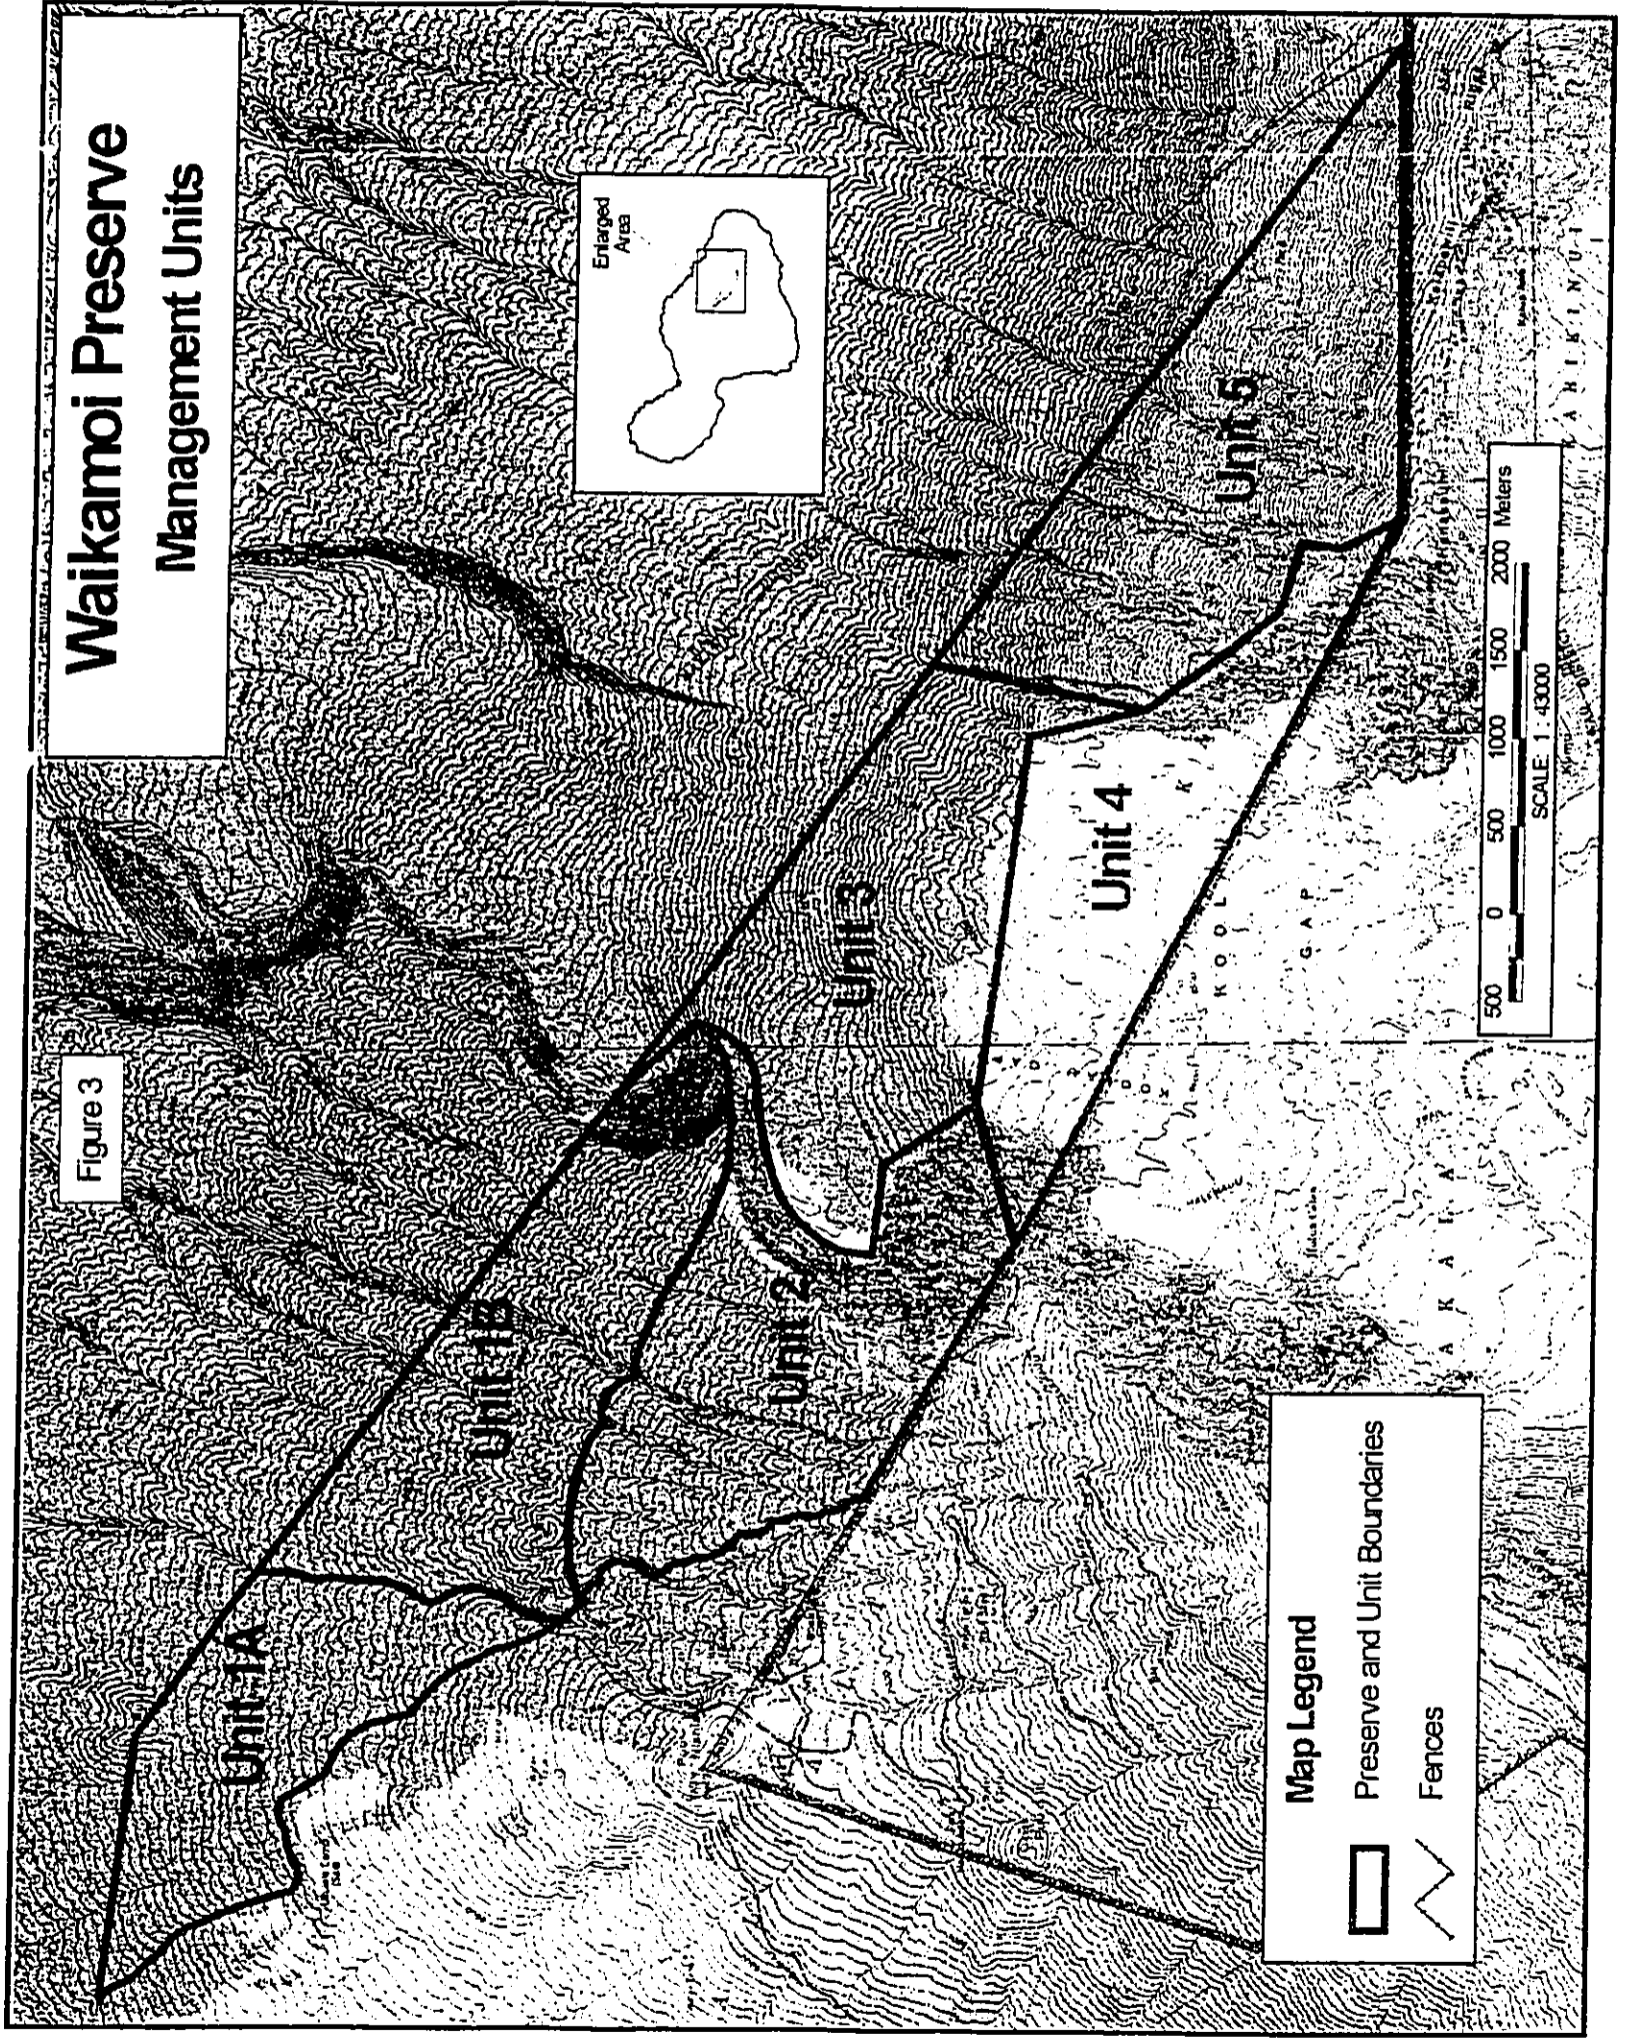 Figure 3
Waikamoi Preserve
Management Units
Enlarged
Area
Unit 1A
Unit 1B
Unit 2
Unit 3
Unit 4
Unit 5
K O O L
G A P
Map Legend
Preserve and Unit Boundaries
Fences
500 0 500 1000 1500 2000 Meters
SCALE 1 : 43000